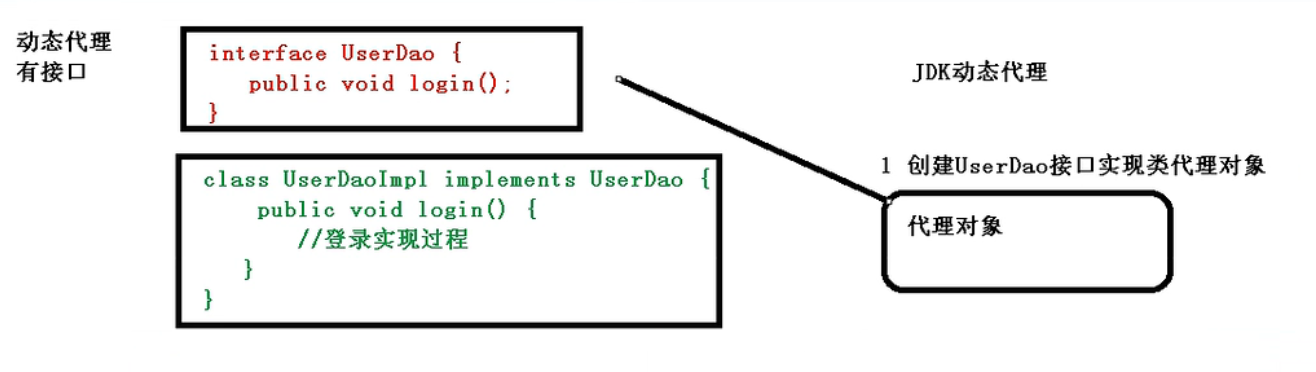 动态代理
有接口
interface UserDao {
public void login();
}
class UserDaoImpl implements UserDao {
public void login() {
//登录实现过程
}
}
JDK动态代理
1 创建UserDao接口实现类代理对象
代理对象